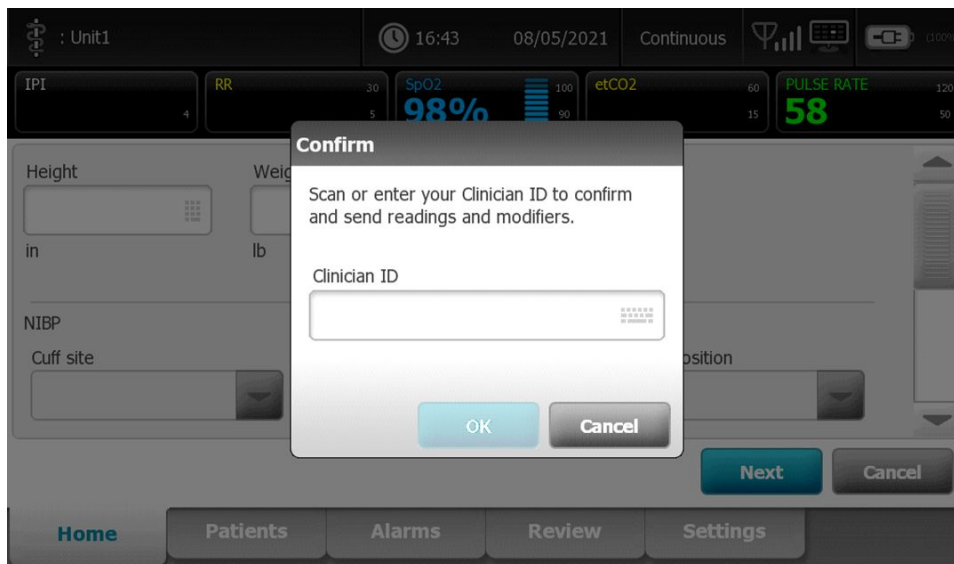 : Unit1
16:43
08/05/2021
Continuous
(100%
IPI
4
RR
30
5
SpO2
98%
100
90
etCO2
60
15
PULSE RATE
58
120
50
Confirm
Scan or enter your Clinician ID to confirm
and send readings and modifiers.
Clinician ID
OK
Cancel
Height
in
Weig
lb
NIBP
Cuff site
osition
Next
Cancel
Home
Patients
Alarms
Review
Settings